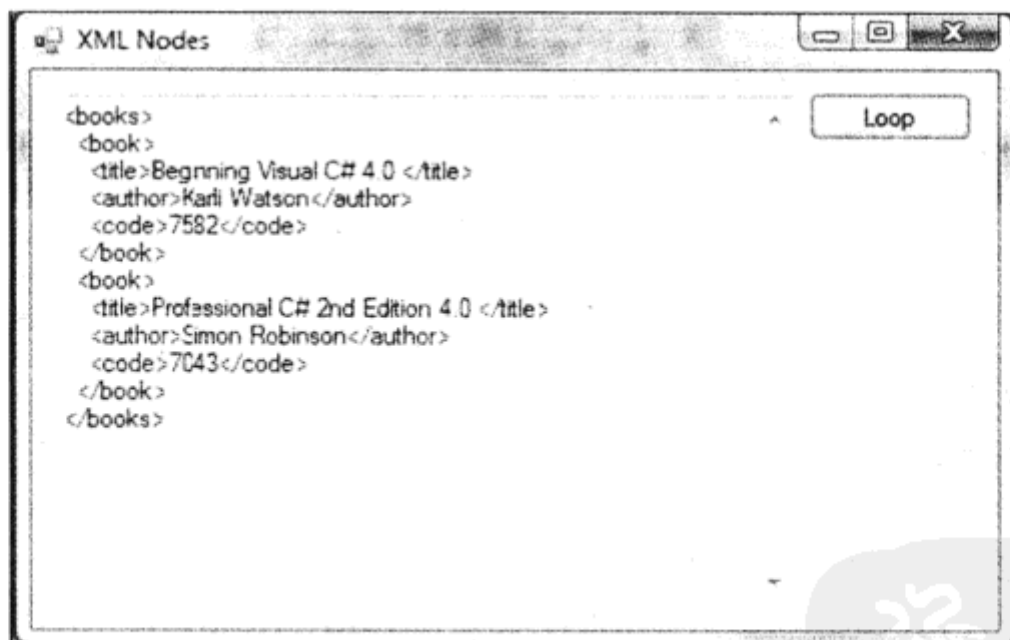 XML Nodes
Loop
<books>
<book>
<title>Beginning Visual C# 4.0 </title>
<author>Karli Watson</author>
<code>7582</code>
</book>
<book>
<title>Professional C# 2nd Edition 4.0 </title>
<author>Simon Robinson</author>
<code>7043</code>
</book>
</books>